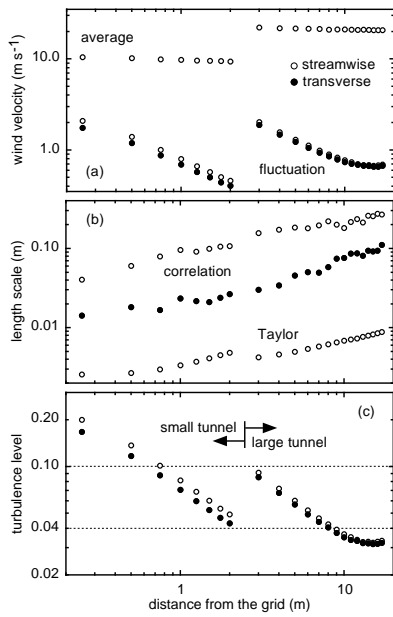 average
○ streamwise
● transverse
(a)
fluctuation
10.0
1.0
wind velocity (m s-1)
(b)
correlation
Taylor
0.10
0.01
length scale (m)
(c)
small tunnel
large tunnel
0.20
0.10
0.04
0.02
turbulence level
1
10
distance from the grid (m)